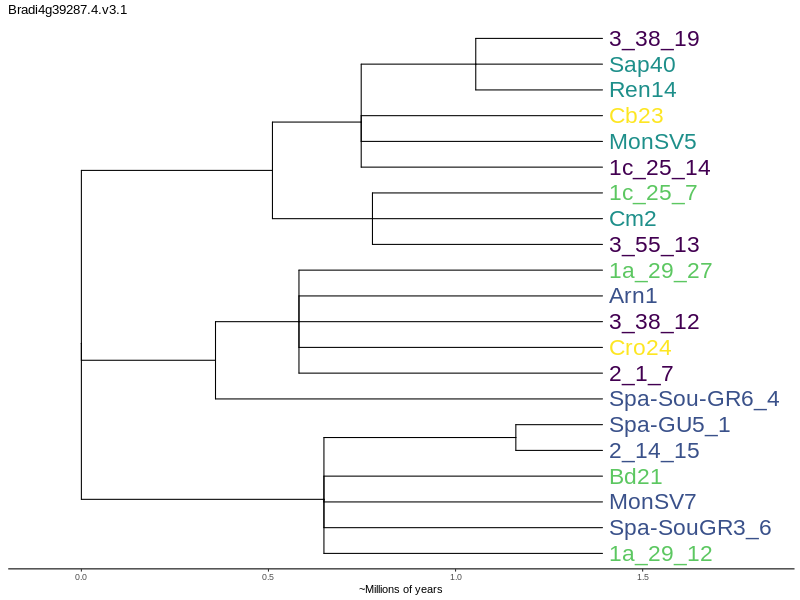 Bradi4g39287.4.v3.1
3_38_19
Sap40
Ren14
Cb23
MonSV5
1c_25_14
1c_25_7
Cm2
3_55_13
1a_29_27
Arn1
3_38_12
Cro24
2_1_7
Spa-Sou-GR6_4
Spa-GU5_1
2_14_15
Bd21
MonSV7
Spa-SouGR3_6
1a_29_12
0.0 0.5 1.0 1.5
~Millions of years